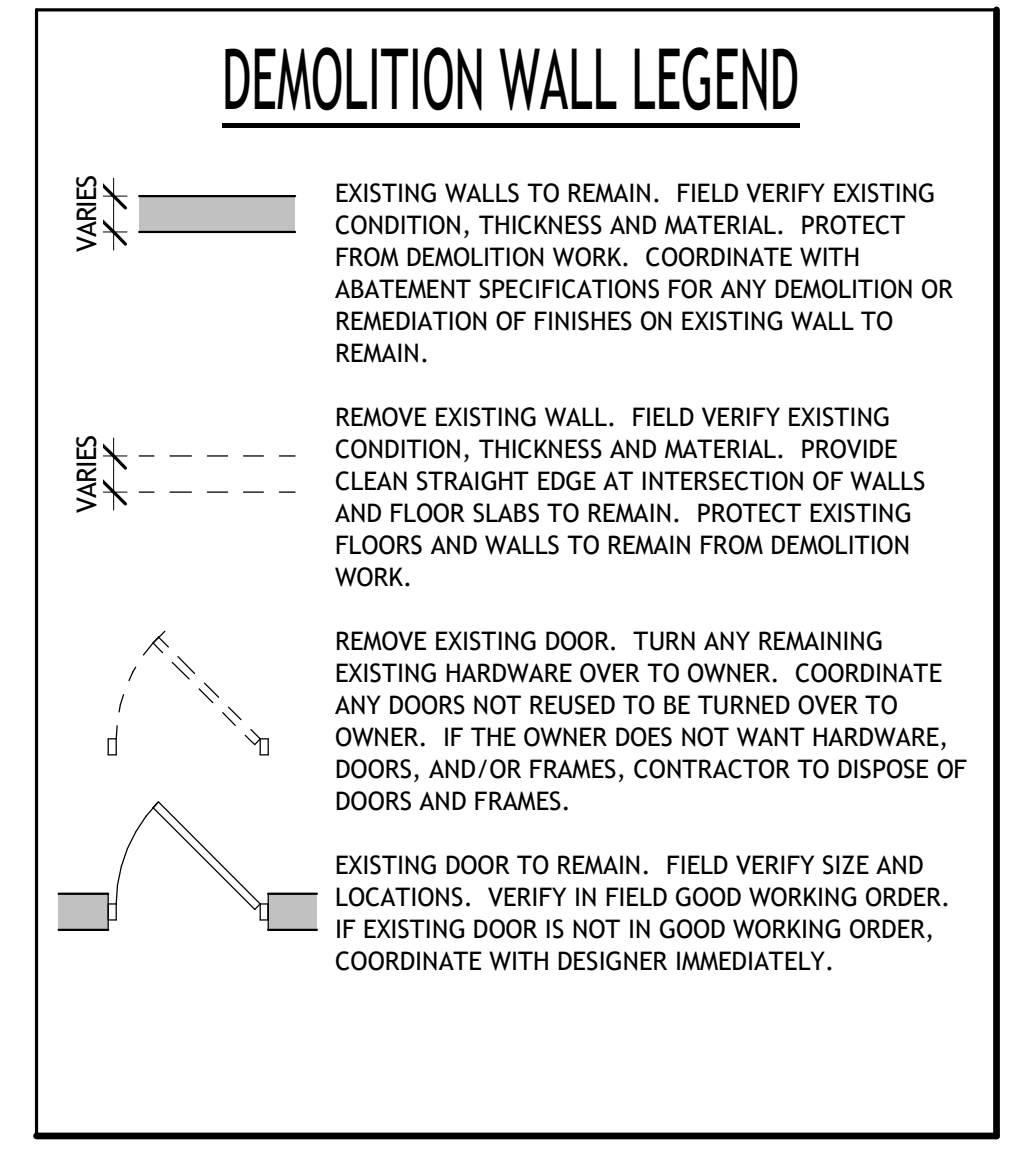 DEMOLITION WALL LEGEND
VARIES
EXISTING WALLS TO REMAIN. FIELD VERIFY EXISTING
CONDITION, THICKNESS AND MATERIAL. PROTECT
FROM DEMOLITION WORK. COORDINATE WITH
ABATEMENT SPECIFICATIONS FOR ANY DEMOLITION OR
REMEDIATION OF FINISHES ON EXISTING WALL TO
REMAIN.
VARIES
REMOVE EXISTING WALL. FIELD VERIFY EXISTING
CONDITION, THICKNESS AND MATERIAL. PROVIDE
CLEAN STRAIGHT EDGE AT INTERSECTION OF WALLS
AND FLOOR SLABS TO REMAIN. PROTECT EXISTING
FLOORS AND WALLS TO REMAIN FROM DEMOLITION
WORK.
REMOVE EXISTING DOOR. TURN ANY REMAINING
EXISTING HARDWARE OVER TO OWNER. COORDINATE
ANY DOORS NOT REUSED TO BE TURNED OVER TO
OWNER. IF THE OWNER DOES NOT WANT HARDWARE,
DOORS, AND/OR FRAMES, CONTRACTOR TO DISPOSE OF
DOORS AND FRAMES.
EXISTING DOOR TO REMAIN. FIELD VERIFY SIZE AND
LOCATIONS. VERIFY IN FIELD GOOD WORKING ORDER.
IF EXISTING DOOR IS NOT IN GOOD WORKING ORDER,
COORDINATE WITH DESIGNER IMMEDIATELY.